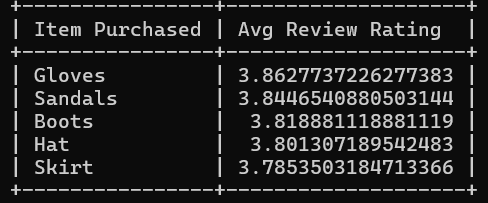 +----------------+--------------------+
| Item Purchased | Avg Review Rating  |
+----------------+--------------------+
| Gloves         | 3.8627737226277383 |
| Sandals        | 3.8446540880503144 |
| Boots          |  3.818881118881119 |
| Hat            |  3.801307189542483 |
| Skirt          | 3.7853503184713366 |
+----------------+--------------------+